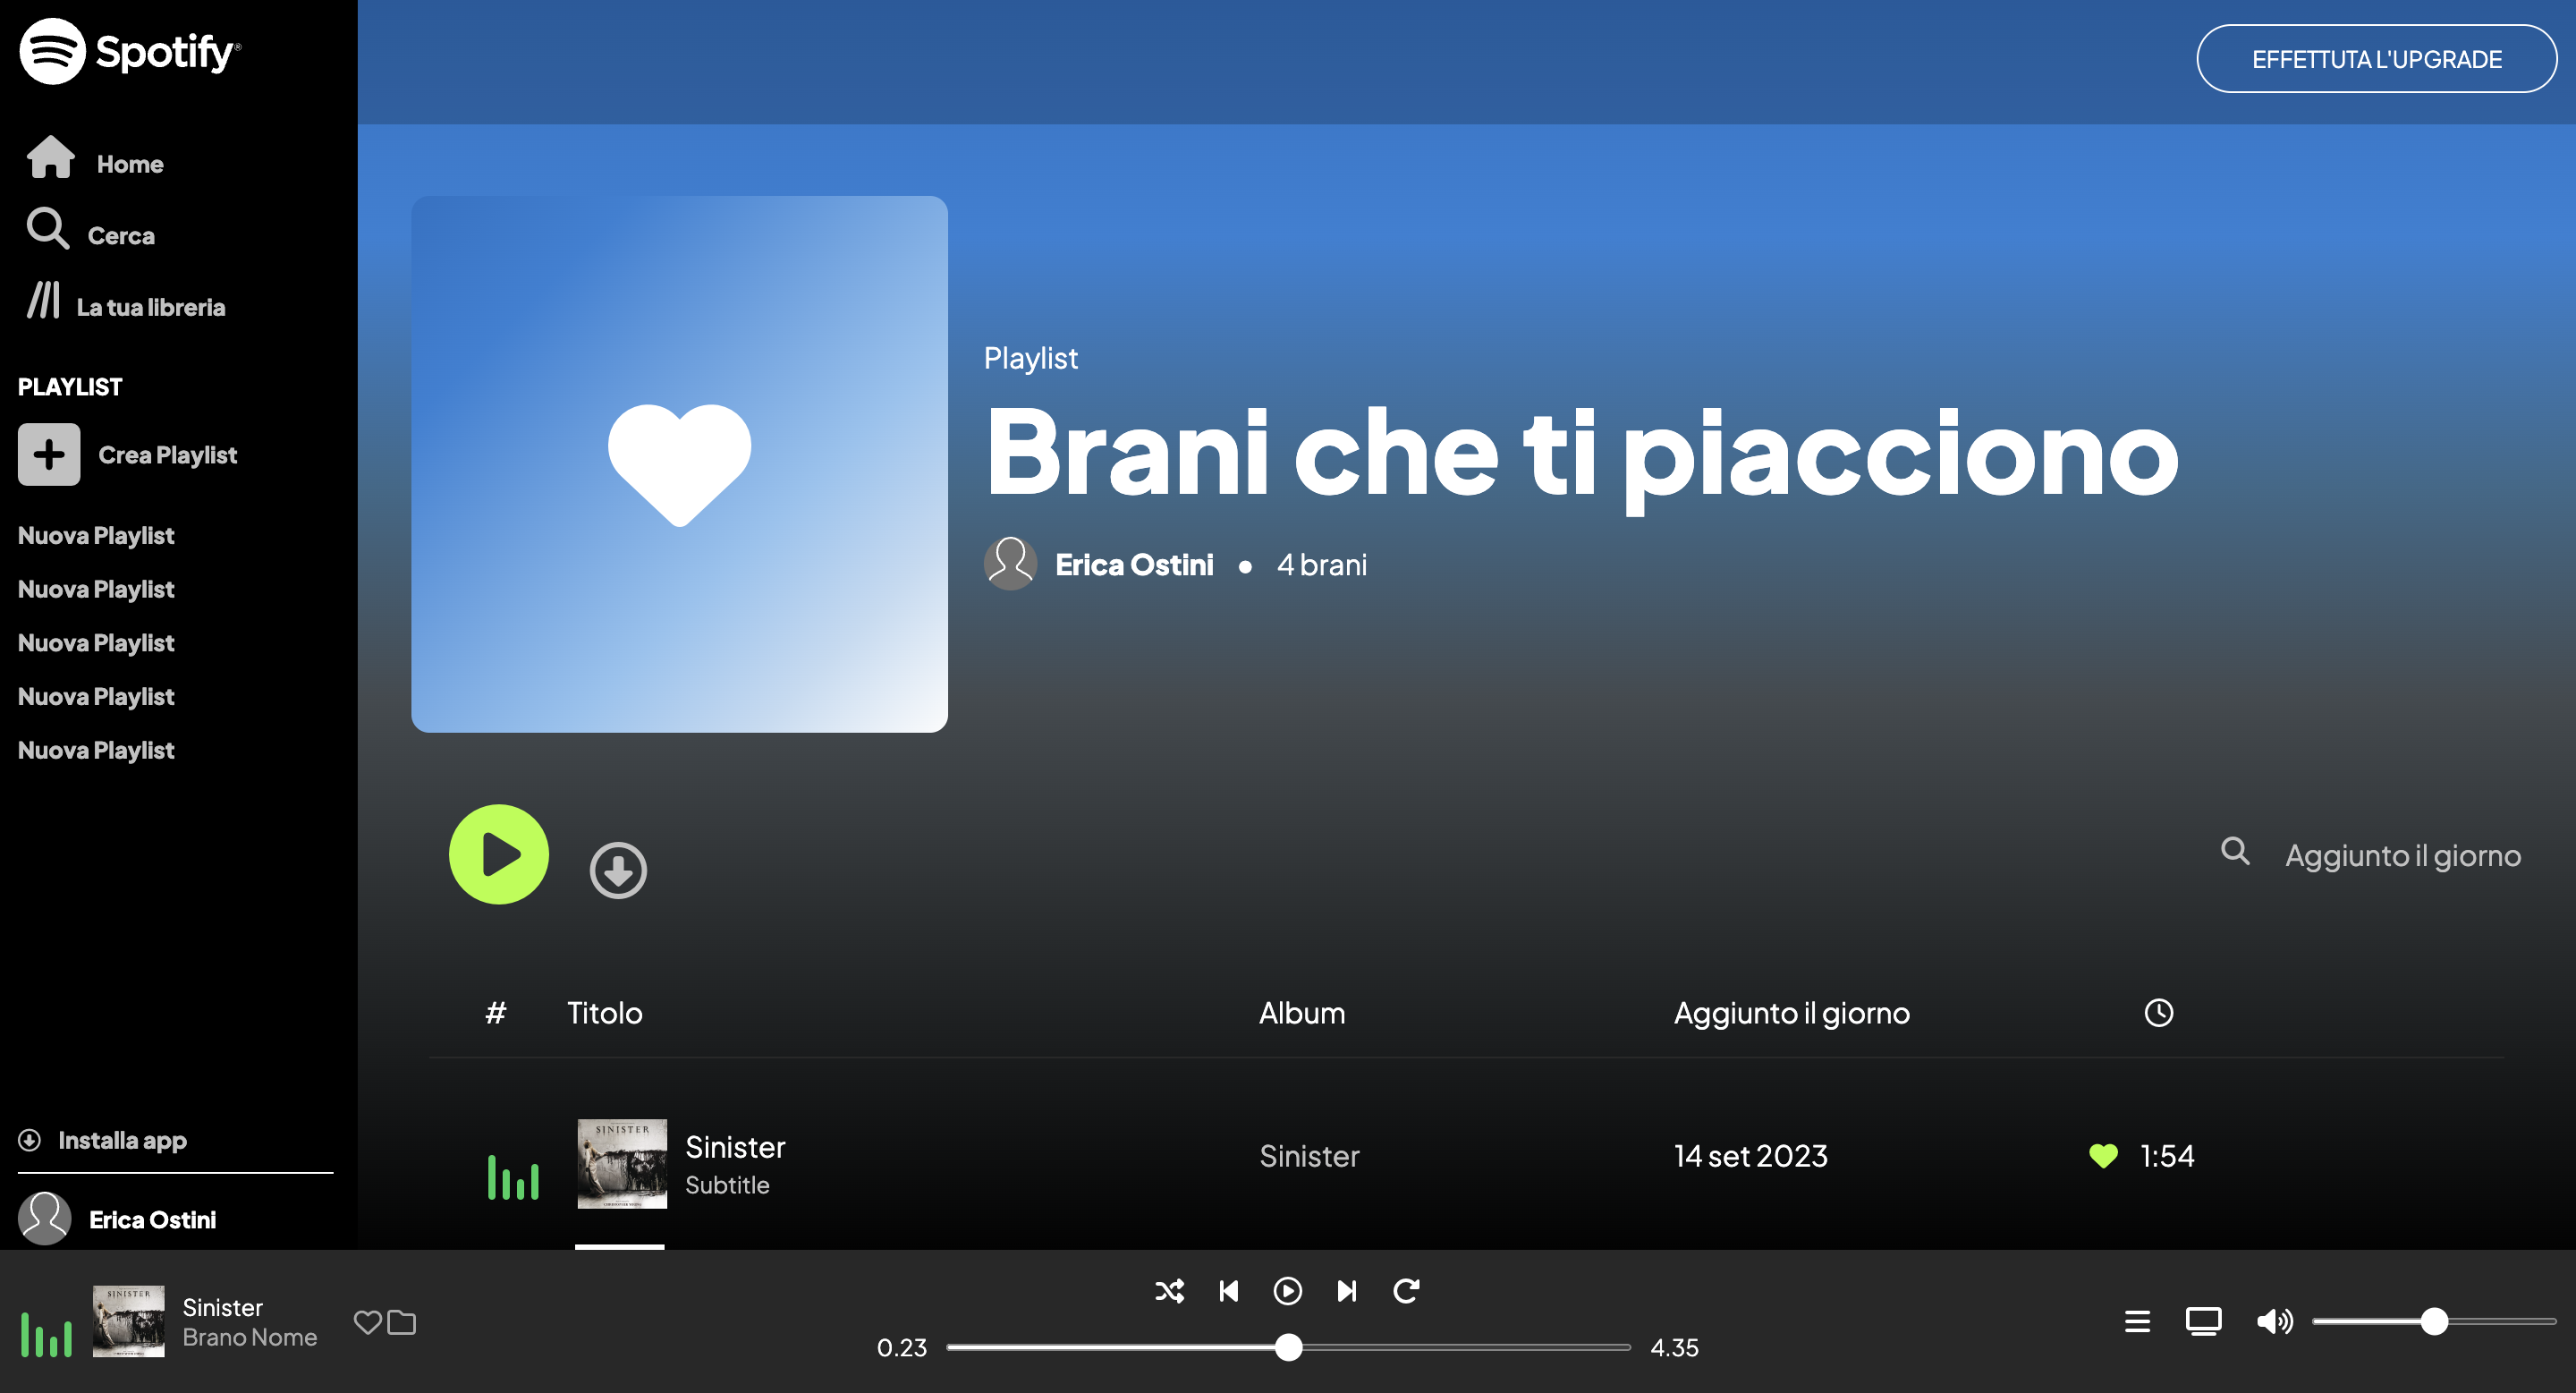 Spotify®
Home
Cerca
La tua libreria
PLAYLIST
Crea Playlist
Nuova Playlist
Nuova Playlist
Nuova Playlist
Nuova Playlist
Nuova Playlist
Installa app
Erica Ostini
EFFETTUTA L'UPGRADE
Playlist
Brani che ti piacciono
Erica Ostini ● 4 brani
Aggiunto il giorno
# Titolo Album Aggiunto il giorno
SINISTER
Sinister Sinister 14 set 2023 1:54
Subtitle
SINISTER
Sinister
Brano Nome
0.23 4.35